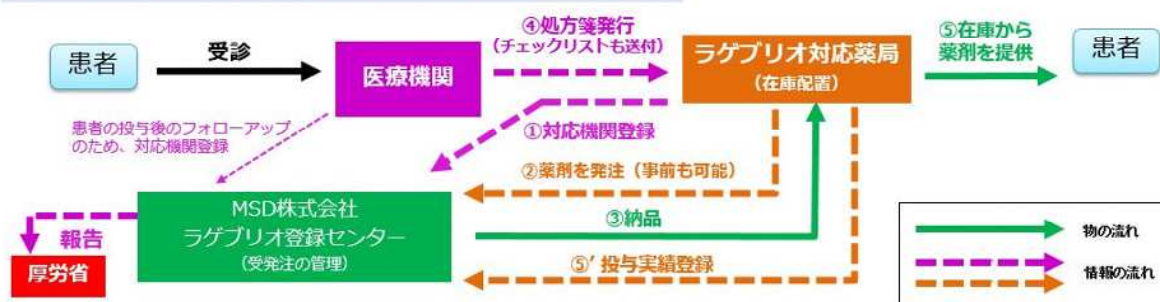 患者
受診
医療機関
④処方箋発行
(チェックリストも送付)
ラゲブリオ対応薬局
(在庫配置)
⑤在庫から
薬剤を提供
患者
患者の投与後のフォローアップ
のため、対応機関登録
①対応機関登録
②薬剤を発注（事前も可能）
MSD株式会社
ラゲブリオ登録センター
(受発注の管理)
③納品
⑤’投与実績登録
報告
厚労省
物の流れ
情報の流れ